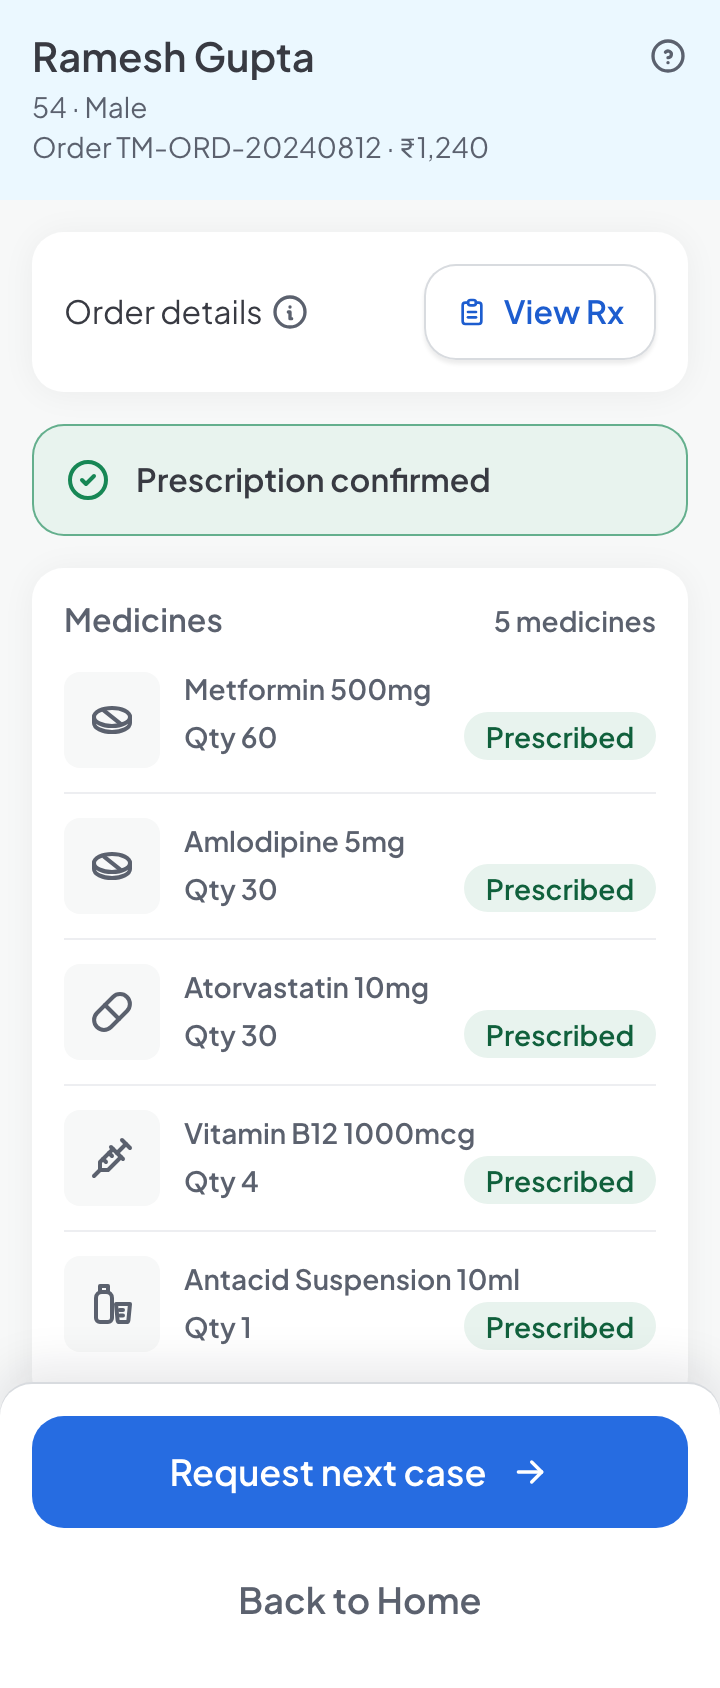 Ramesh Gupta
54 · Male
Order TM-ORD-20240812 · ₹1,240
Order details
View Rx
Prescription confirmed
Medicines
5 medicines
Metformin 500mg
Qty 60
Prescribed
Amlodipine 5mg
Qty 30
Prescribed
Atorvastatin 10mg
Qty 30
Prescribed
Vitamin B12 1000mcg
Qty 4
Prescribed
Antacid Suspension 10ml
Qty 1
Prescribed
Request next case →
Back to Home